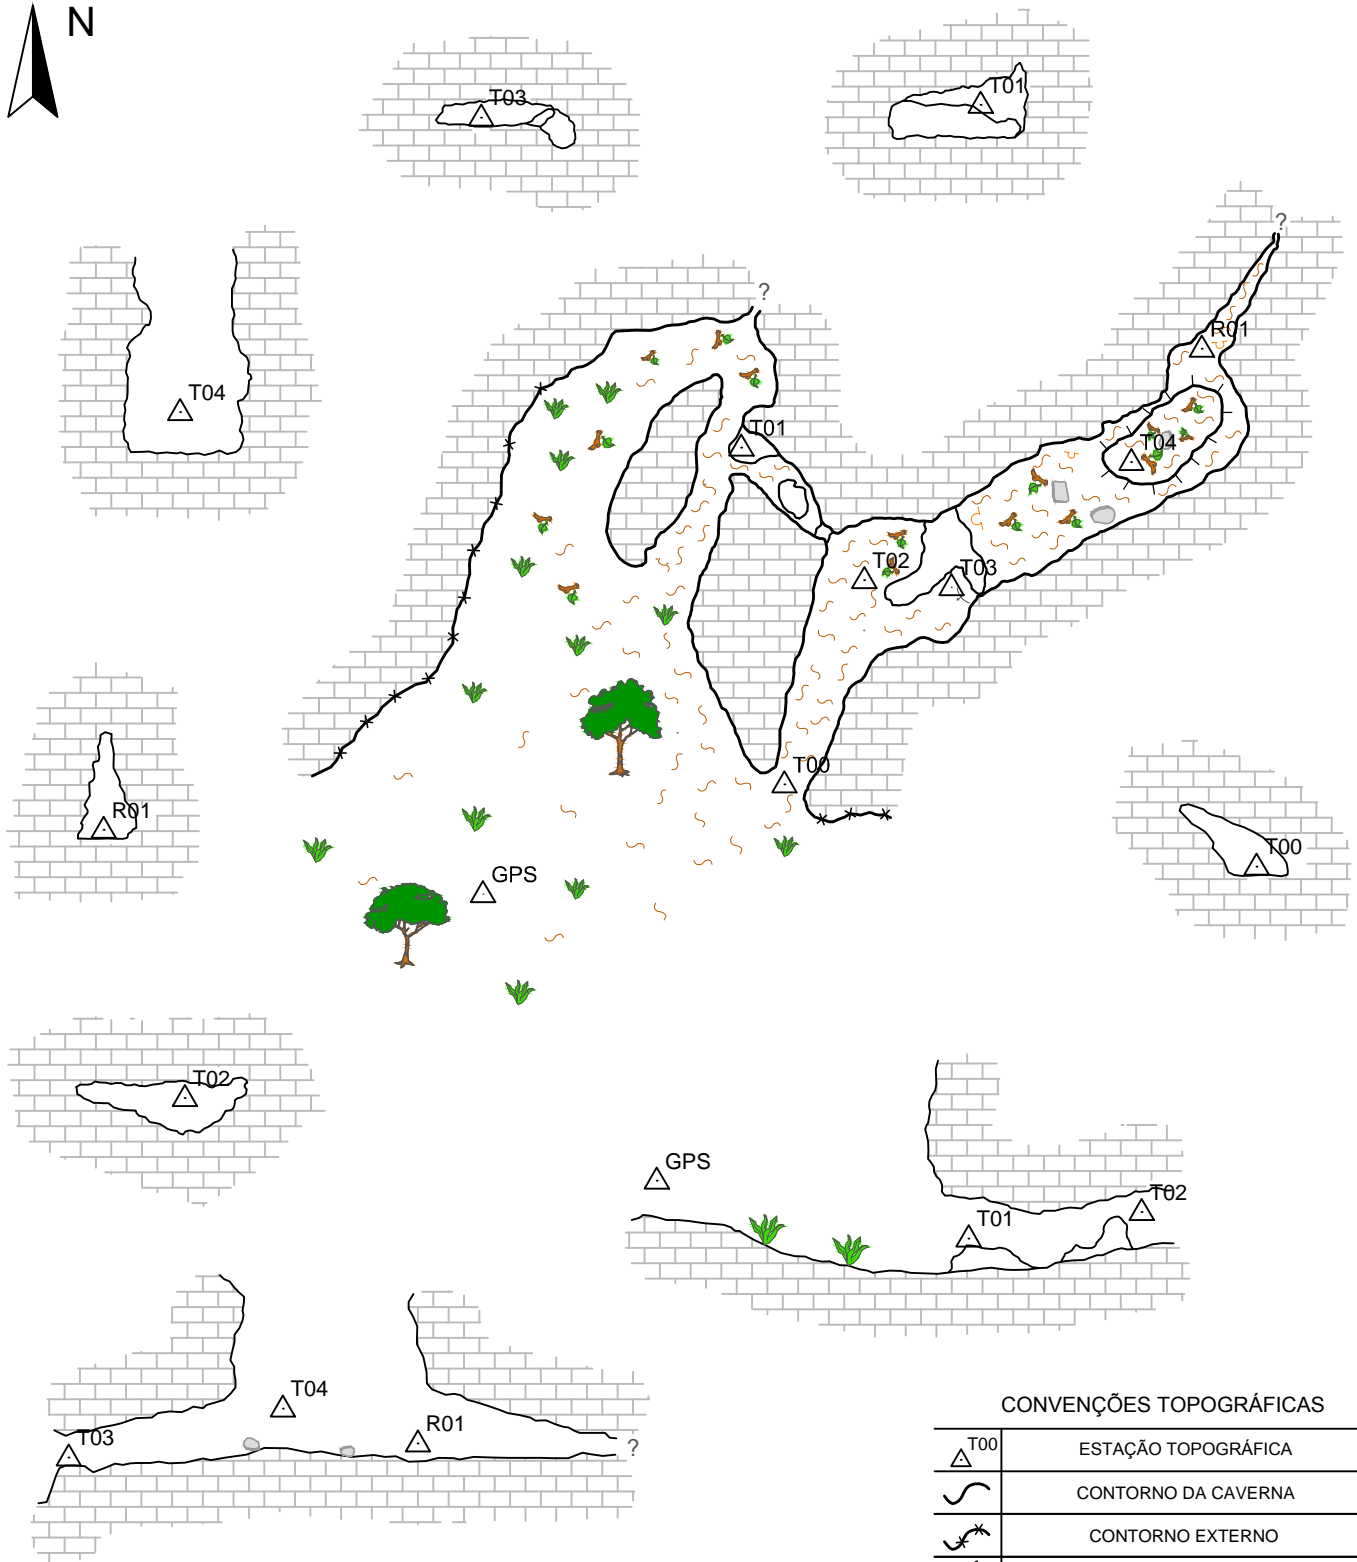 N
T03
T01
?
?
R01
T04
T01
T04
T02
T03
T00
R01
T00
GPS
T02
GPS
T02
T01
T04
R01
T03
?
CONVENÇÕES TOPOGRÁFICAS
T00 ESTAÇÃO TOPOGRÁFICA
CONTORNO DA CAVERNA
CONTORNO EXTERNO